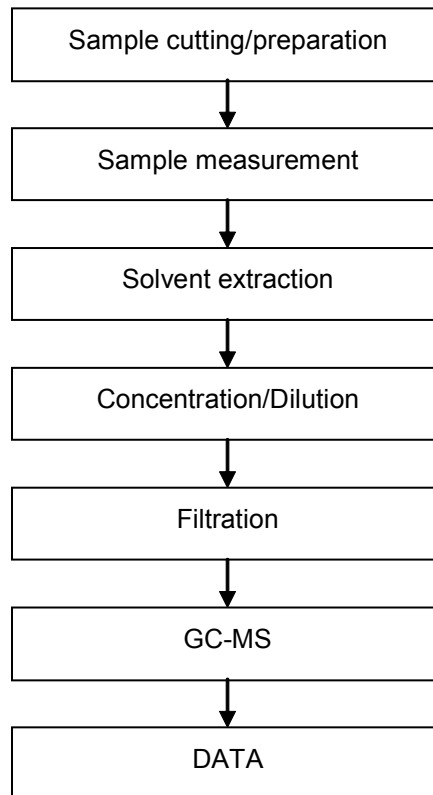 Sample cutting/preparation
Sample measurement
Solvent extraction
Concentration/Dilution
Filtration
GC-MS
DATA